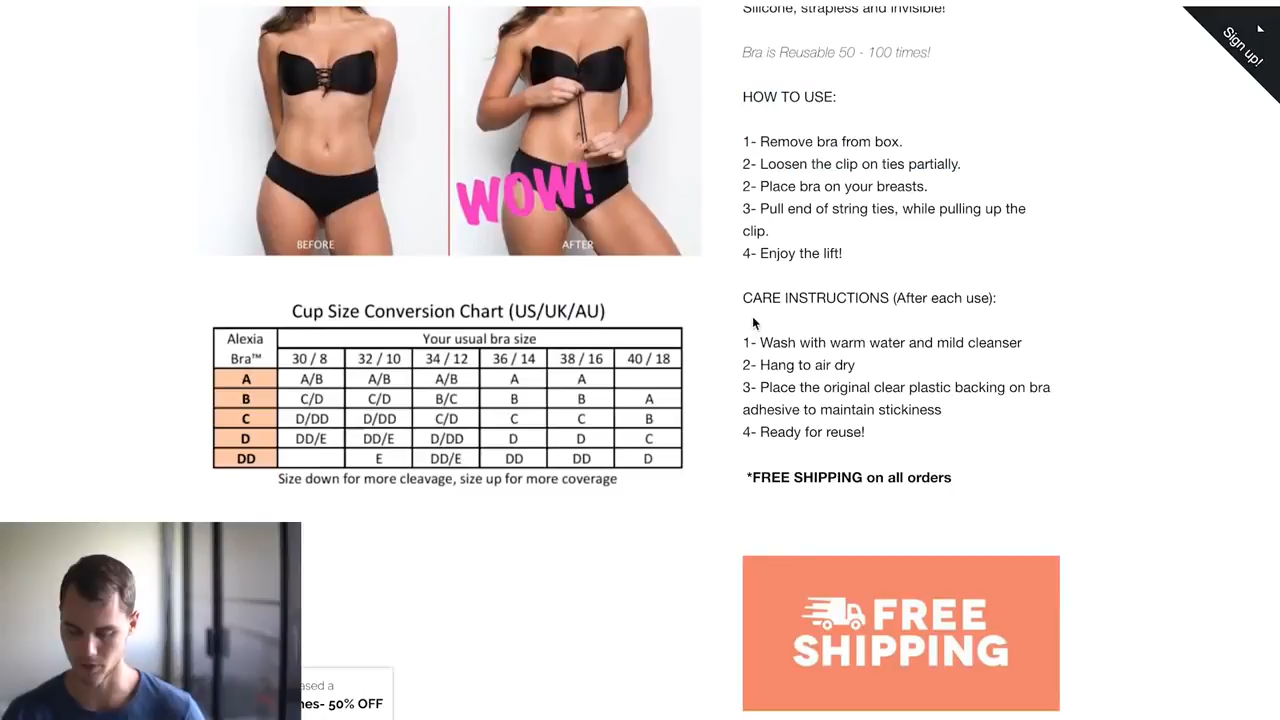 WOW!
BEFORE
AFTER
Cup Size Conversion Chart (US/UK/AU)
Alexia Bra™ Your usual bra size
30 / 8 32 / 10 34 / 12 36 / 14 38 / 16 40 / 18
A A/B A/B A/B A A
B C/D C/D B/C B B A
C D/DD D/DD C/D C C B
D DD/E DD/E D/DD D D C
DD E DD/E DD DD D
Size down for more cleavage, size up for more coverage
ased a
nes- 50% OFF
Silicone, strapless and invisible!
Bra is Reusable 50 - 100 times!
HOW TO USE:
1- Remove bra from box.
2- Loosen the clip on ties partially.
2- Place bra on your breasts.
3- Pull end of string ties, while pulling up the
clip.
4- Enjoy the lift!
CARE INSTRUCTIONS (After each use):
1- Wash with warm water and mild cleanser
2- Hang to air dry
3- Place the original clear plastic backing on bra
adhesive to maintain stickiness
4- Ready for reuse!
*FREE SHIPPING on all orders
FREE
SHIPPING
Sign up!